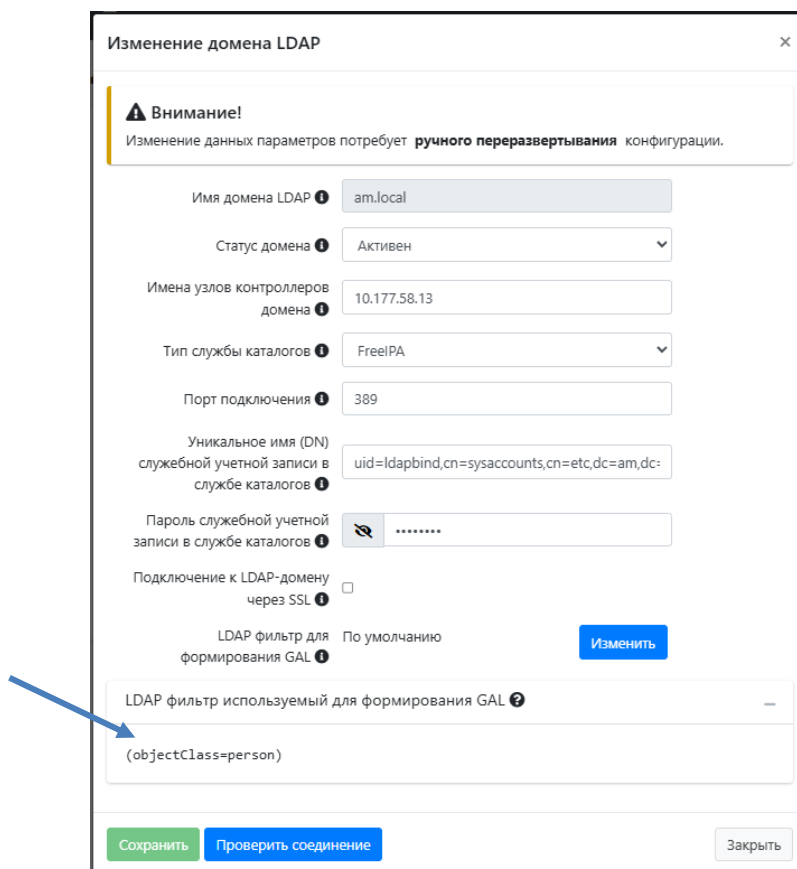 Изменение домена LDAP ×
Внимание!
Изменение данных параметров потребует ручного переразвертывания конфигурации.
Имя домена LDAP am.local
Статус домена Активен
Имена узлов контроллеров
домена 10.177.58.13
Тип службы каталогов FreeIPA
Порт подключения 389
Уникальное имя (DN)
служебной учетной записи в
службе каталогов uid=ldapbind,cn=sysaccounts,cn=etc,dc=am,dc=
Пароль служебной учетной
записи в службе каталогов ••••••••
Подключение к LDAP-домену
через SSL
LDAP фильтр для
формирования GAL По умолчанию Изменить
LDAP фильтр используемый для формирования GAL
(objectClass=person)
Сохранить Проверить соединение Закрыть